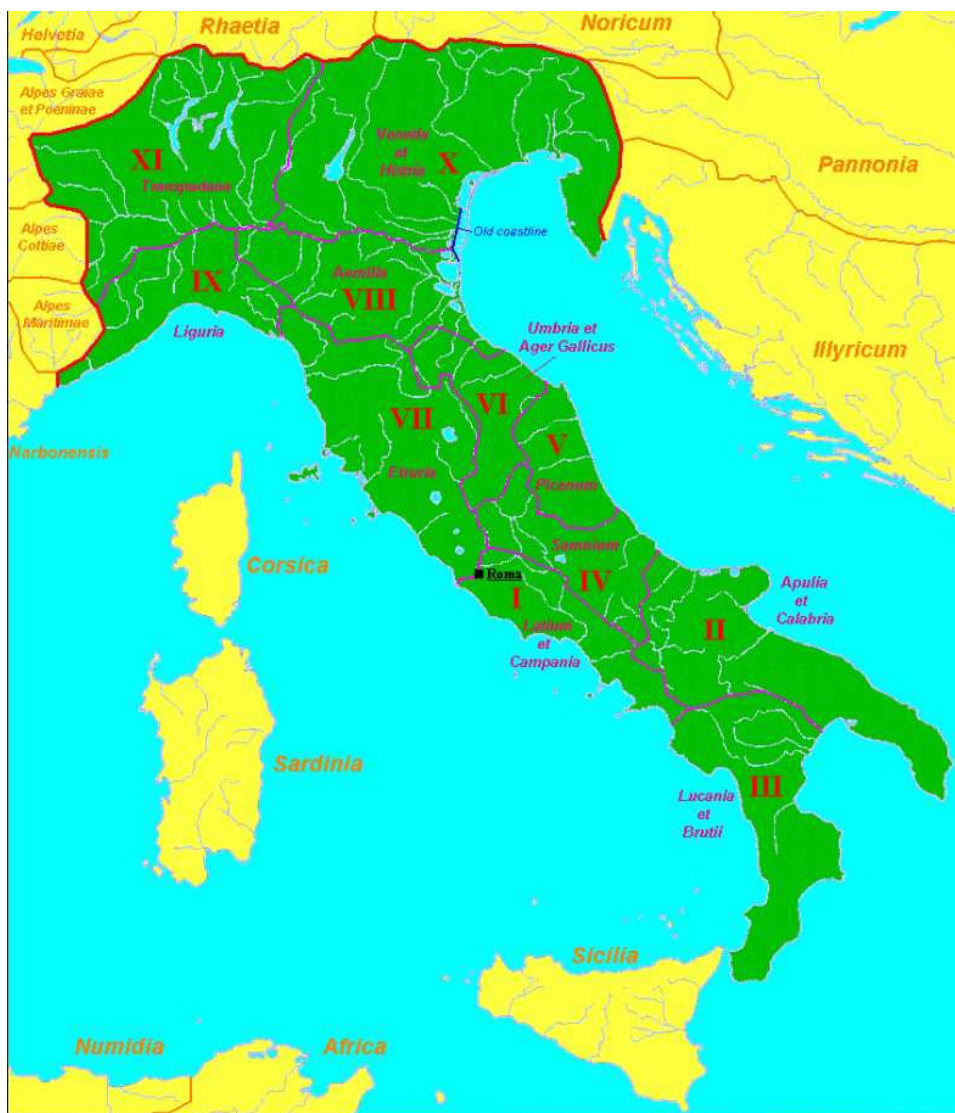 Helvetia
Rhaetia
Noricum
Alpes Graiae
et Poeninae
XI
Transpadana
Venetia
et
Histria
X
Pannonia
Old coastline
Alpes
Cottiae
IX
Aemilia
VIII
Alpes
Maritimae
Liguria
Umbria et
Ager Gallicus
Illyricum
VII
VI
V
Narbonensis
Etruria
Picenum
Corsica
Samnium
IV
Roma
I
Latium
et
Campania
Apulia
et
Calabria
II
Sardinia
Lucania
et
Brutii
III
Sicilia
Numidia
Africa